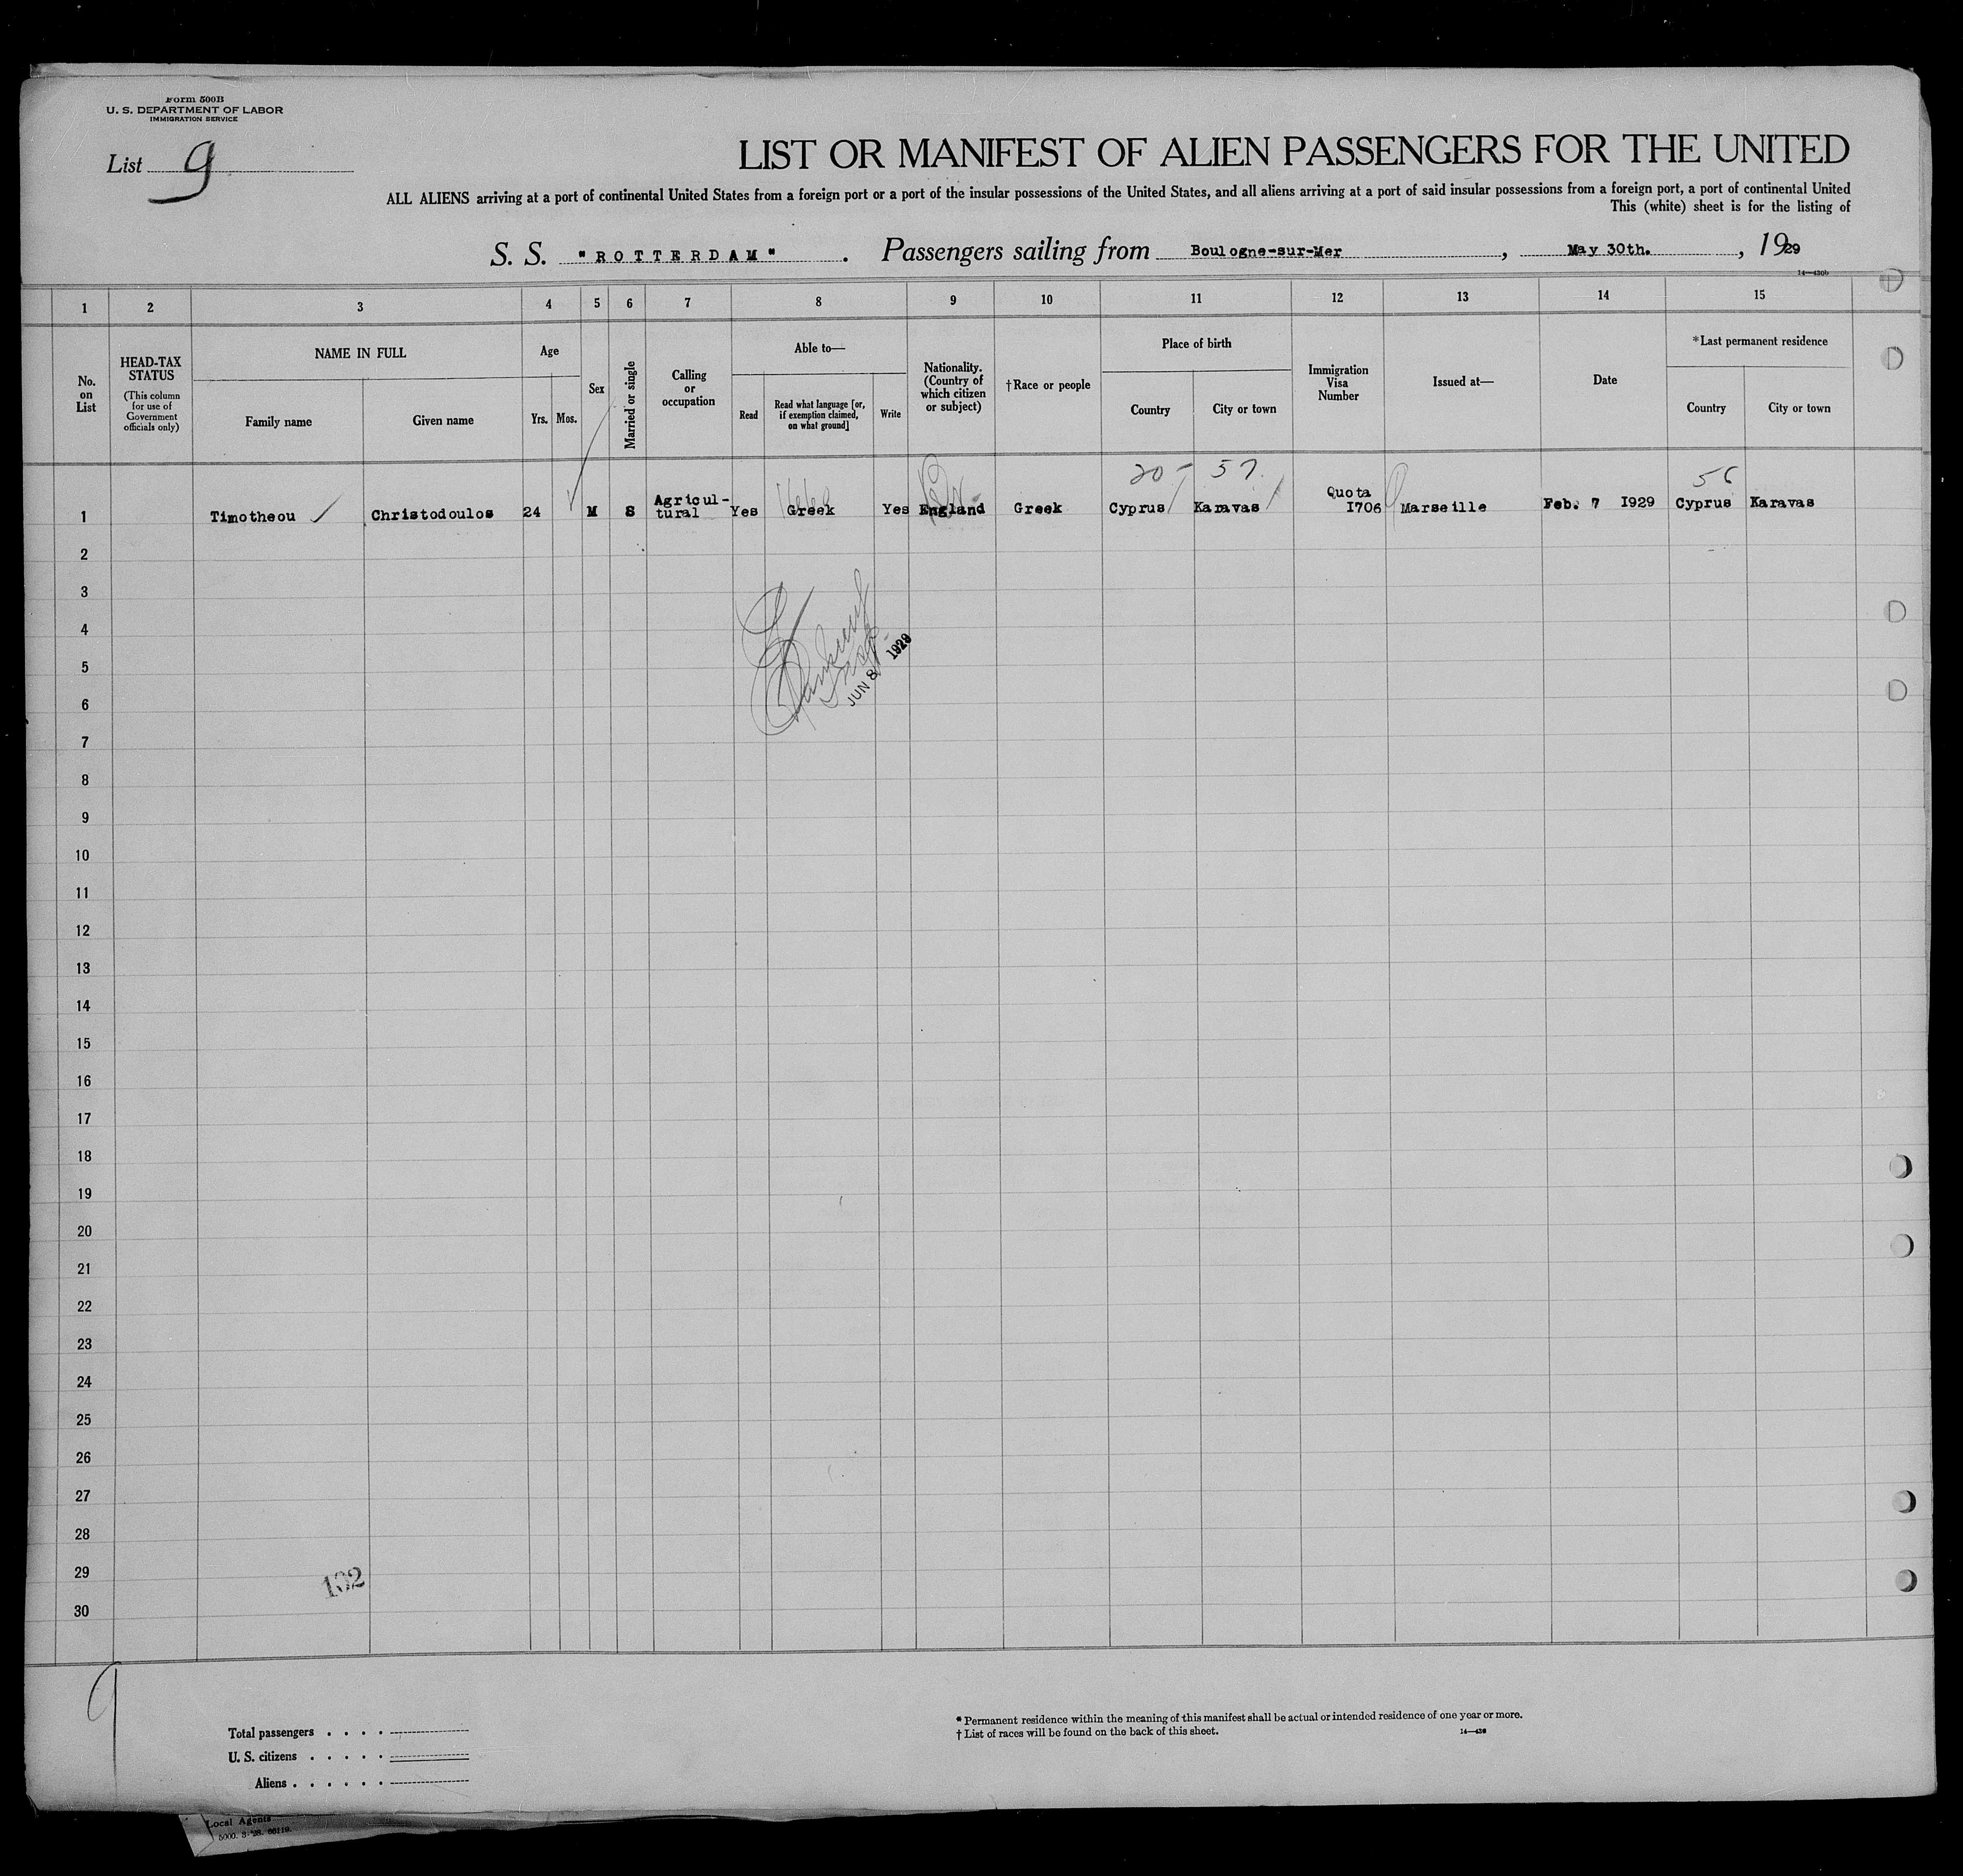 Form 500B
U. S. DEPARTMENT OF LABOR
IMMIGRATION SERVICE
List 9
LIST OR MANIFEST OF ALIEN PASSENGERS FOR THE UNITED
ALL ALIENS arriving at a port of continental United States from a foreign port or a port of the insular possessions of the United States, and all aliens arriving at a port of said insular possessions from a foreign port, a port of continental United
This (white) sheet is for the listing of
S. S. "ROTTERDAM". Passengers sailing from Boulogne-sur-Mer, May 30th., 1929
14—430b
1 2 3 4 5 6 7 8 9 10 11 12 13 14 15
No. on List
HEAD-TAX STATUS
(This column for use of Government officials only)
NAME IN FULL
Family name
Given name
Age
Yrs.
Mos.
Sex
Married or single
Calling or occupation
Able to—
Read
Read what language [or, if exemption claimed, on what ground]
Write
Nationality. (Country of which citizen or subject)
†Race or people
Place of birth
Country
City or town
Immigration Visa Number
Issued at—
Date
*Last permanent residence
Country
City or town
20 - 57.
56
1 Timotheou Christodoulos 24 M S Agricul-tural Yes Greek Yes England Greek Cyprus Karavas Quota I706 Marseille Feb. 7 I929 Cyprus Karavas
2
3
4
5
JUN 8 1929
6
7
8
9
10
11
12
13
14
15
16
17
18
19
20
21
22
23
24
25
26
27
28
29
132
30
9
Total passengers . . . .
U. S. citizens . . . . .
Aliens . . . . . .
* Permanent residence within the meaning of this manifest shall be actual or intended residence of one year or more.
† List of races will be found on the back of this sheet.
14—430
Local Agents